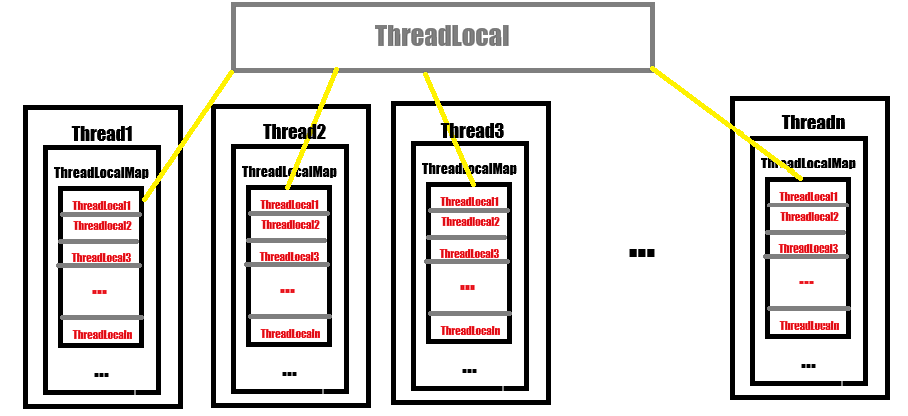 ThreadLocal
Thread1
ThreadLocalMap
ThreadLocal1
Threadlocal2
ThreadLocal3
...
ThreadLocaln
...
Thread2
ThreadLocalMap
ThreadLocal1
ThreadLocal2
ThreadLocal3
...
ThreadLocaln
...
Thread3
ThreadLocalMap
ThreadLocal1
ThreadLocal2
ThreadLocal3
...
ThreadLocaln
...
...
Threadn
ThreadLocalMap
ThreadLocal1
ThreadLocal2
ThreadLocal3
...
ThreadLocaln
...